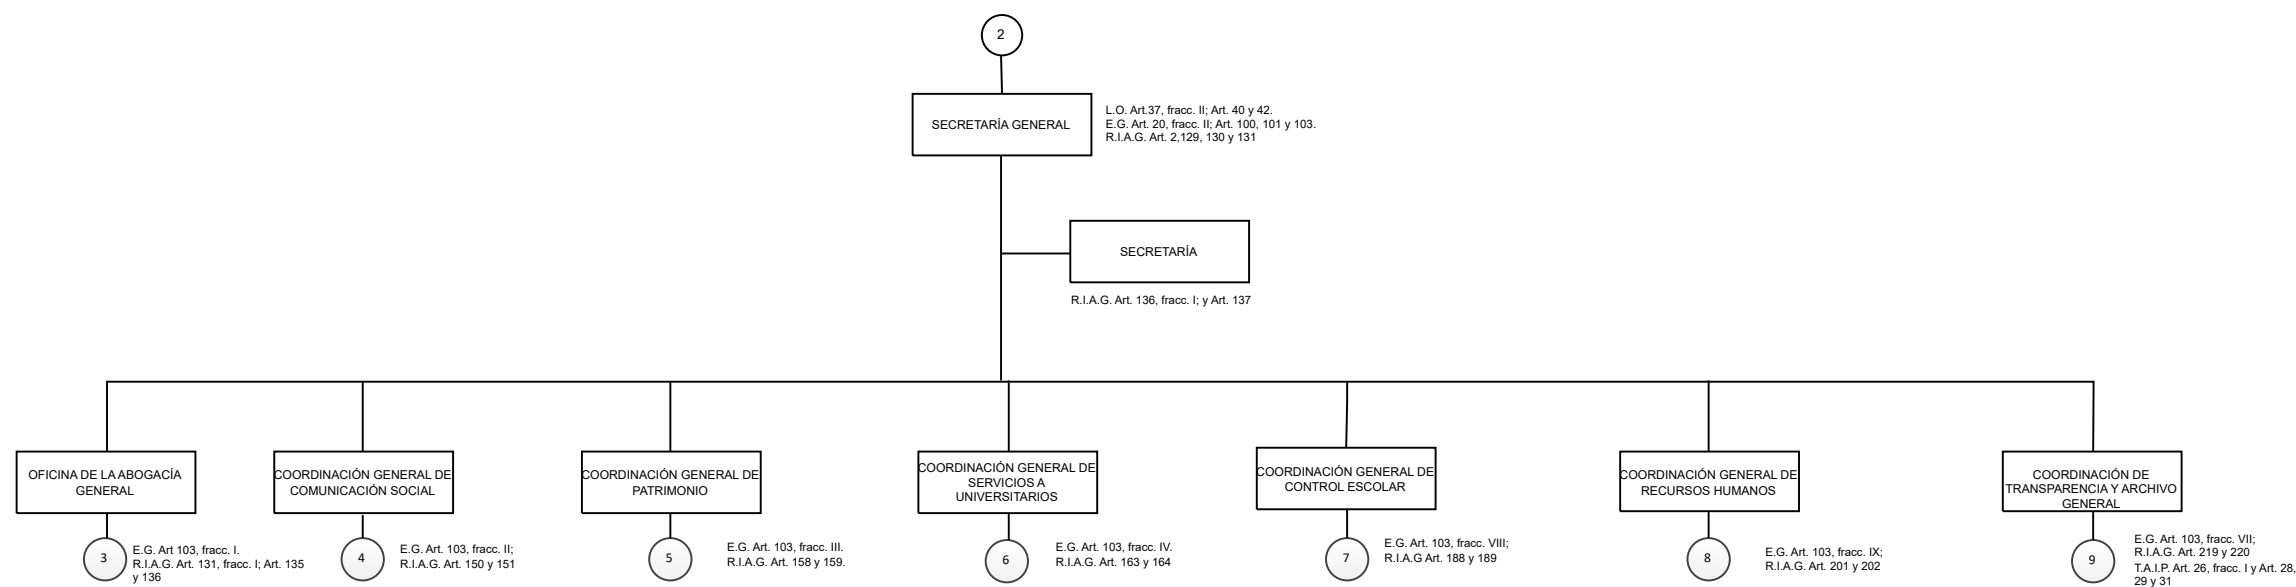 2
SECRETARÍA GENERAL
L.O. Art.37, fracc. II; Art. 40 y 42.
E.G. Art. 20, fracc. II; Art. 100, 101 y 103.
R.I.A.G. Art. 2,129, 130 y 131
SECRETARÍA
R.I.A.G. Art. 136, fracc. I; y Art. 137
OFICINA DE LA ABOGACÍA
GENERAL
3
E.G. Art 103, fracc. I.
R.I.A.G. Art. 131, fracc. I; Art. 135
y 136
COORDINACIÓN GENERAL DE
COMUNICACIÓN SOCIAL
4
E.G. Art. 103, fracc. II;
R.I.A.G. Art. 150 y 151
COORDINACIÓN GENERAL DE
PATRIMONIO
5
E.G. Art. 103, fracc. III.
R.I.A.G. Art. 158 y 159.
COORDINACIÓN GENERAL DE
SERVICIOS A
UNIVERSITARIOS
6
E.G. Art. 103, fracc. IV.
R.I.A.G. Art. 163 y 164
COORDINACIÓN GENERAL DE
CONTROL ESCOLAR
7
E.G. Art. 103, fracc. VIII;
R.I.A.G Art. 188 y 189
COORDINACIÓN GENERAL DE
RECURSOS HUMANOS
8
E.G. Art. 103, fracc. IX;
R.I.A.G. Art. 201 y 202
COORDINACIÓN DE
TRANSPARENCIA Y ARCHIVO
GENERAL
9
E.G. Art. 103, fracc. VII;
R.I.A.G. Art. 219 y 220
T.A.I.P. Art. 26, fracc. I y Art. 28,
29 y 31